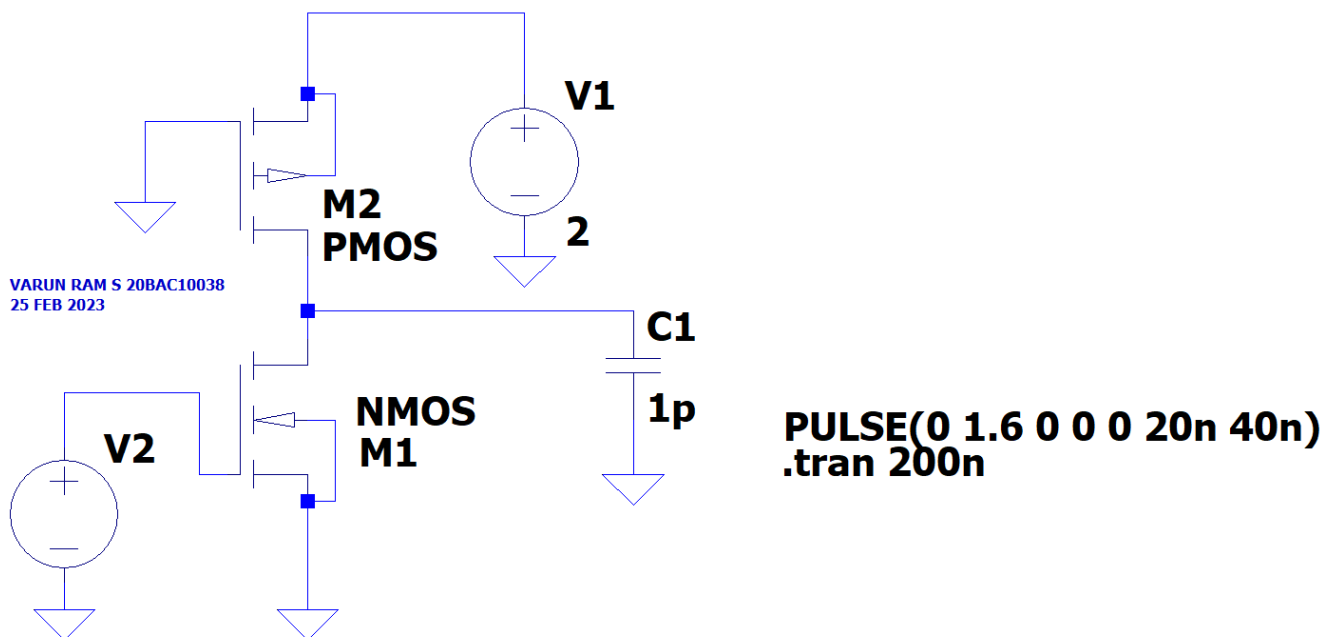 V1
M2
2
PMOS
VARUN RAM S 20BAC10038
25 FEB 2023
C1
NMOS
1p
M1
V2
PULSE(0 1.6 0 0 0 20n 40n)
.tran 200n